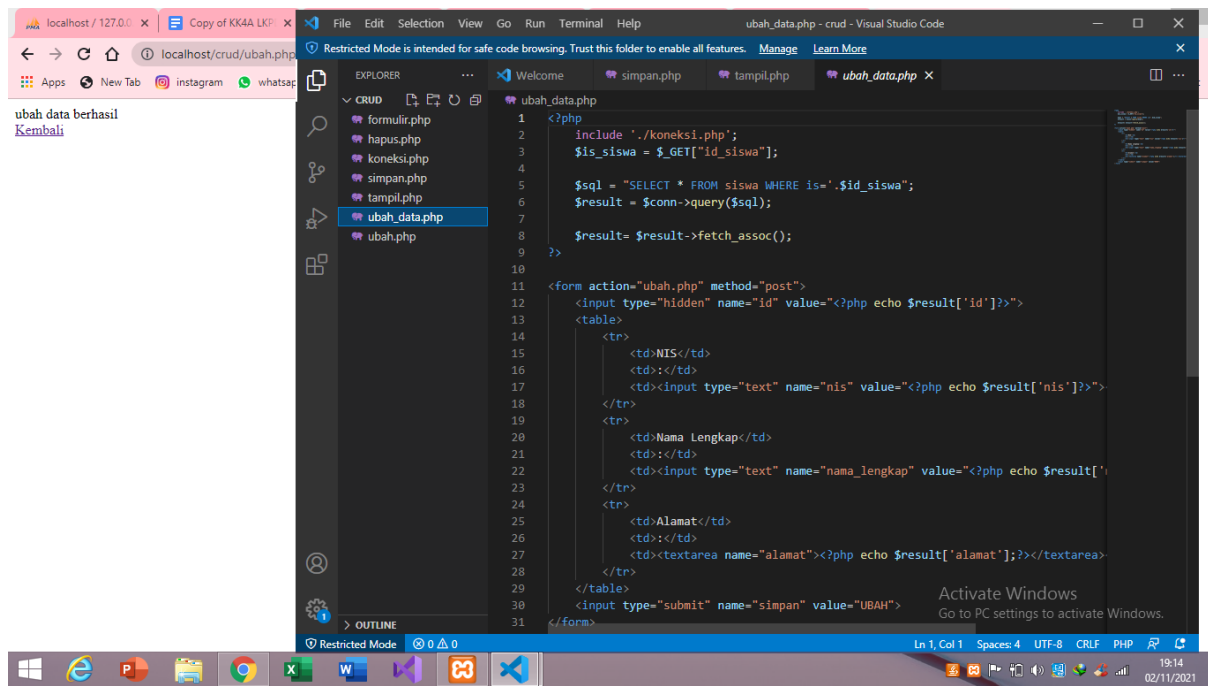 localhost / 127.0.0
Copy of KK4A LKP
localhost/crud/ubah.php
Apps New Tab instagram whatsap
ubah data berhasil
Kembali
File Edit Selection View Go Run Terminal Help
ubah_data.php - crud - Visual Studio Code
Restricted Mode is intended for safe code browsing. Trust this folder to enable all features. Manage Learn More
EXPLORER
Welcome simpan.php tampil.php ubah_data.php
CRUD
formulir.php
hapus.php
koneksi.php
simpan.php
tampil.php
ubah_data.php
ubah.php
OUTLINE
ubah_data.php
1 <?php
2 include './koneksi.php';
3 $is_siswa = $_GET["id_siswa"];
4
5 $sql = "SELECT * FROM siswa WHERE is='.$id_siswa";
6 $result = $conn->query($sql);
7
8 $result= $result->fetch_assoc();
9 ?>
10
11 <form action="ubah.php" method="post">
12 <input type="hidden" name="id" value="<?php echo $result['id']?>">
13 <table>
14 <tr>
15 <td>NIS</td>
16 <td>:</td>
17 <td><input type="text" name="nis" value="<?php echo $result['nis']?>">
18 </tr>
19 <tr>
20 <td>Nama Lengkap</td>
21 <td>:</td>
22 <td><input type="text" name="nama_lengkap" value="<?php echo $result['
23 </tr>
24 <tr>
25 <td>Alamat</td>
26 <td>:</td>
27 <td><textarea name="alamat"><?php echo $result['alamat'];?></textarea>
28 </tr>
29 </table>
30 <input type="submit" name="simpan" value="UBAH">
31 </form>
Activate Windows
Go to PC settings to activate Windows.
Restricted Mode 0 0
Ln 1, Col 1 Spaces: 4 UTF-8 CRLF PHP
1
19:14
02/11/2021